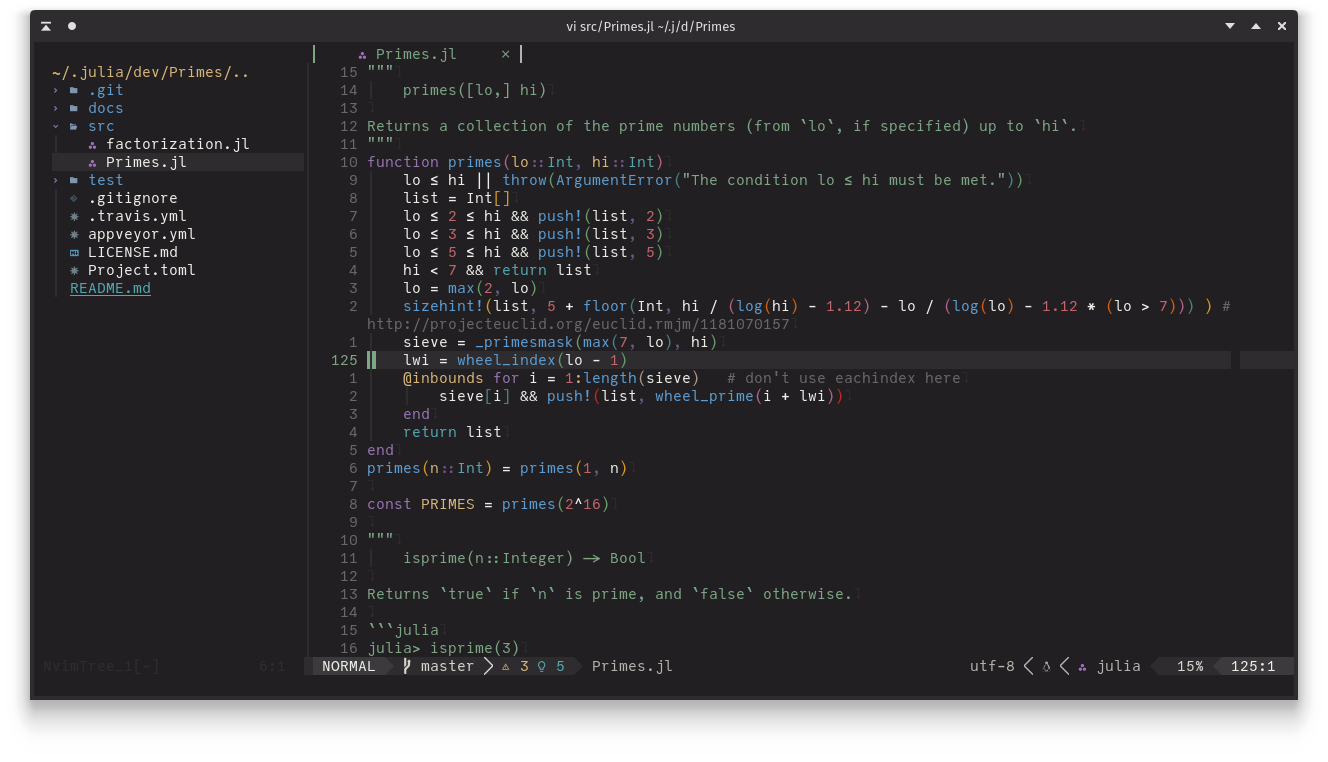 vi src/Primes.jl ~/.j/d/Primes
Primes.jl ×
~/.julia/dev/Primes/..
.git
docs
src
factorization.jl
Primes.jl
test
.gitignore
.travis.yml
appveyor.yml
LICENSE.md
Project.toml
README.md
15 """
14     primes([lo,] hi)
13
12 Returns a collection of the prime numbers (from `lo`, if specified) up to `hi`.
11 """
10 function primes(lo::Int, hi::Int)
9     lo ≤ hi || throw(ArgumentError("The condition lo ≤ hi must be met."))
8     list = Int[]
7     lo ≤ 2 ≤ hi && push!(list, 2)
6     lo ≤ 3 ≤ hi && push!(list, 3)
5     lo ≤ 5 ≤ hi && push!(list, 5)
4     hi < 7 && return list
3     lo = max(2, lo)
2     sizehint!(list, 5 + floor(Int, hi / (log(hi) - 1.12) - lo / (log(lo) - 1.12 * (lo > 7))) ) #
http://projecteuclid.org/euclid.rmjm/1181070157
1     sieve = _primesmask(max(7, lo), hi)
125     lwi = wheel_index(lo - 1)
1     @inbounds for i = 1:length(sieve)   # don't use eachindex here
2         sieve[i] && push!(list, wheel_prime(i + lwi))
3     end
4     return list
5 end
6 primes(n::Int) = primes(1, n)
7
8 const PRIMES = primes(2^16)
9
10 """
11     isprime(n::Integer) -> Bool
12
13 Returns `true` if `n` is prime, and `false` otherwise.
14
15 ```julia
16 julia> isprime(3)
NvimTree_1[-] 6:1
NORMAL master 3 5 Primes.jl utf-8 julia 15% 125:1